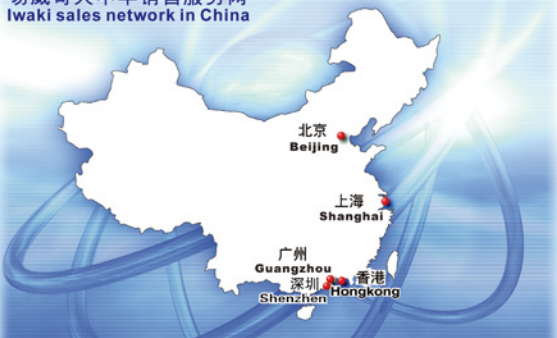 Iwaki sales network in China
北京
Beijing
上海
Shanghai
广州
Guangzhou
深圳
Shenzhen
香港
Hongkong